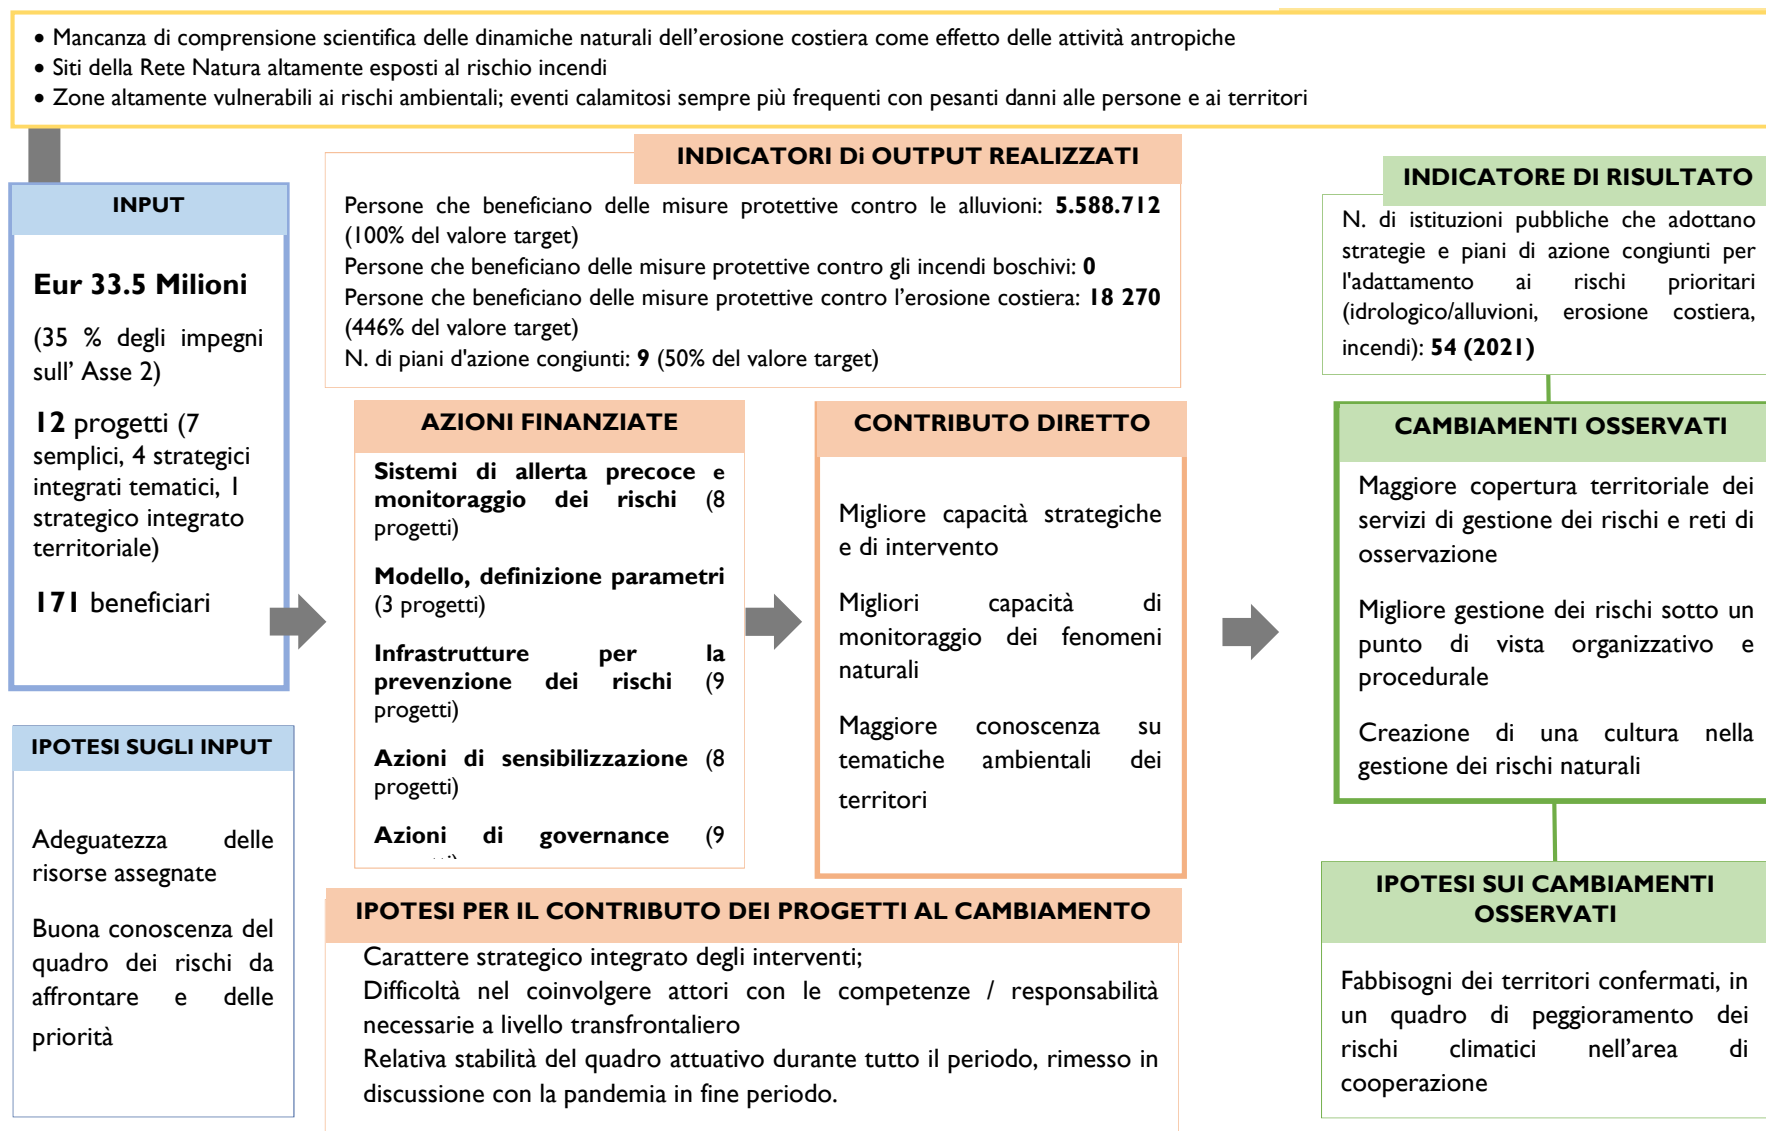 • Mancanza di comprensione scientifica delle dinamiche naturali dell'erosione costiera come effetto delle attività antropiche
• Siti della Rete Natura altamente esposti al rischio incendi
• Zone altamente vulnerabili ai rischi ambientali; eventi calamitosi sempre più frequenti con pesanti danni alle persone e ai territori
INPUT
Eur 33.5 Milioni
(35 % degli impegni
sull' Asse 2)
12 progetti (7
semplici, 4 strategici
integrati tematici, 1
strategico integrato
territoriale)
171 beneficiari
IPOTESI SUGLI INPUT
Adeguatezza delle
risorse assegnate
Buona conoscenza del
quadro dei rischi da
affrontare e delle
priorità
INDICATORI Di OUTPUT REALIZZATI
Persone che beneficiano delle misure protettive contro le alluvioni: 5.588.712
(100% del valore target)
Persone che beneficiano delle misure protettive contro gli incendi boschivi: 0
Persone che beneficiano delle misure protettive contro l'erosione costiera: 18 270
(446% del valore target)
N. di piani d'azione congiunti: 9 (50% del valore target)
AZIONI FINANZIATE
Sistemi di allerta precoce e
monitoraggio dei rischi (8
progetti)
Modello, definizione parametri
(3 progetti)
Infrastrutture per la
prevenzione dei rischi (9
progetti)
Azioni di sensibilizzazione (8
progetti)
Azioni di governance (9
CONTRIBUTO DIRETTO
Migliore capacità strategiche
e di intervento
Migliori capacità di
monitoraggio dei fenomeni
naturali
Maggiore conoscenza su
tematiche ambientali dei
territori
IPOTESI PER IL CONTRIBUTO DEI PROGETTI AL CAMBIAMENTO
Carattere strategico integrato degli interventi;
Difficoltà nel coinvolgere attori con le competenze / responsabilità
necessarie a livello transfrontaliero
Relativa stabilità del quadro attuativo durante tutto il periodo, rimesso in
discussione con la pandemia in fine periodo.
INDICATORE DI RISULTATO
N. di istituzioni pubbliche che adottano
strategie e piani di azione congiunti per
l'adattamento ai rischi prioritari
(idrologico/alluvioni, erosione costiera,
incendi): 54 (2021)
CAMBIAMENTI OSSERVATI
Maggiore copertura territoriale dei
servizi di gestione dei rischi e reti di
osservazione
Migliore gestione dei rischi sotto un
punto di vista organizzativo e
procedurale
Creazione di una cultura nella
gestione dei rischi naturali
IPOTESI SUI CAMBIAMENTI
OSSERVATI
Fabbisogni dei territori confermati, in
un quadro di peggioramento dei
rischi climatici nell'area di
cooperazione